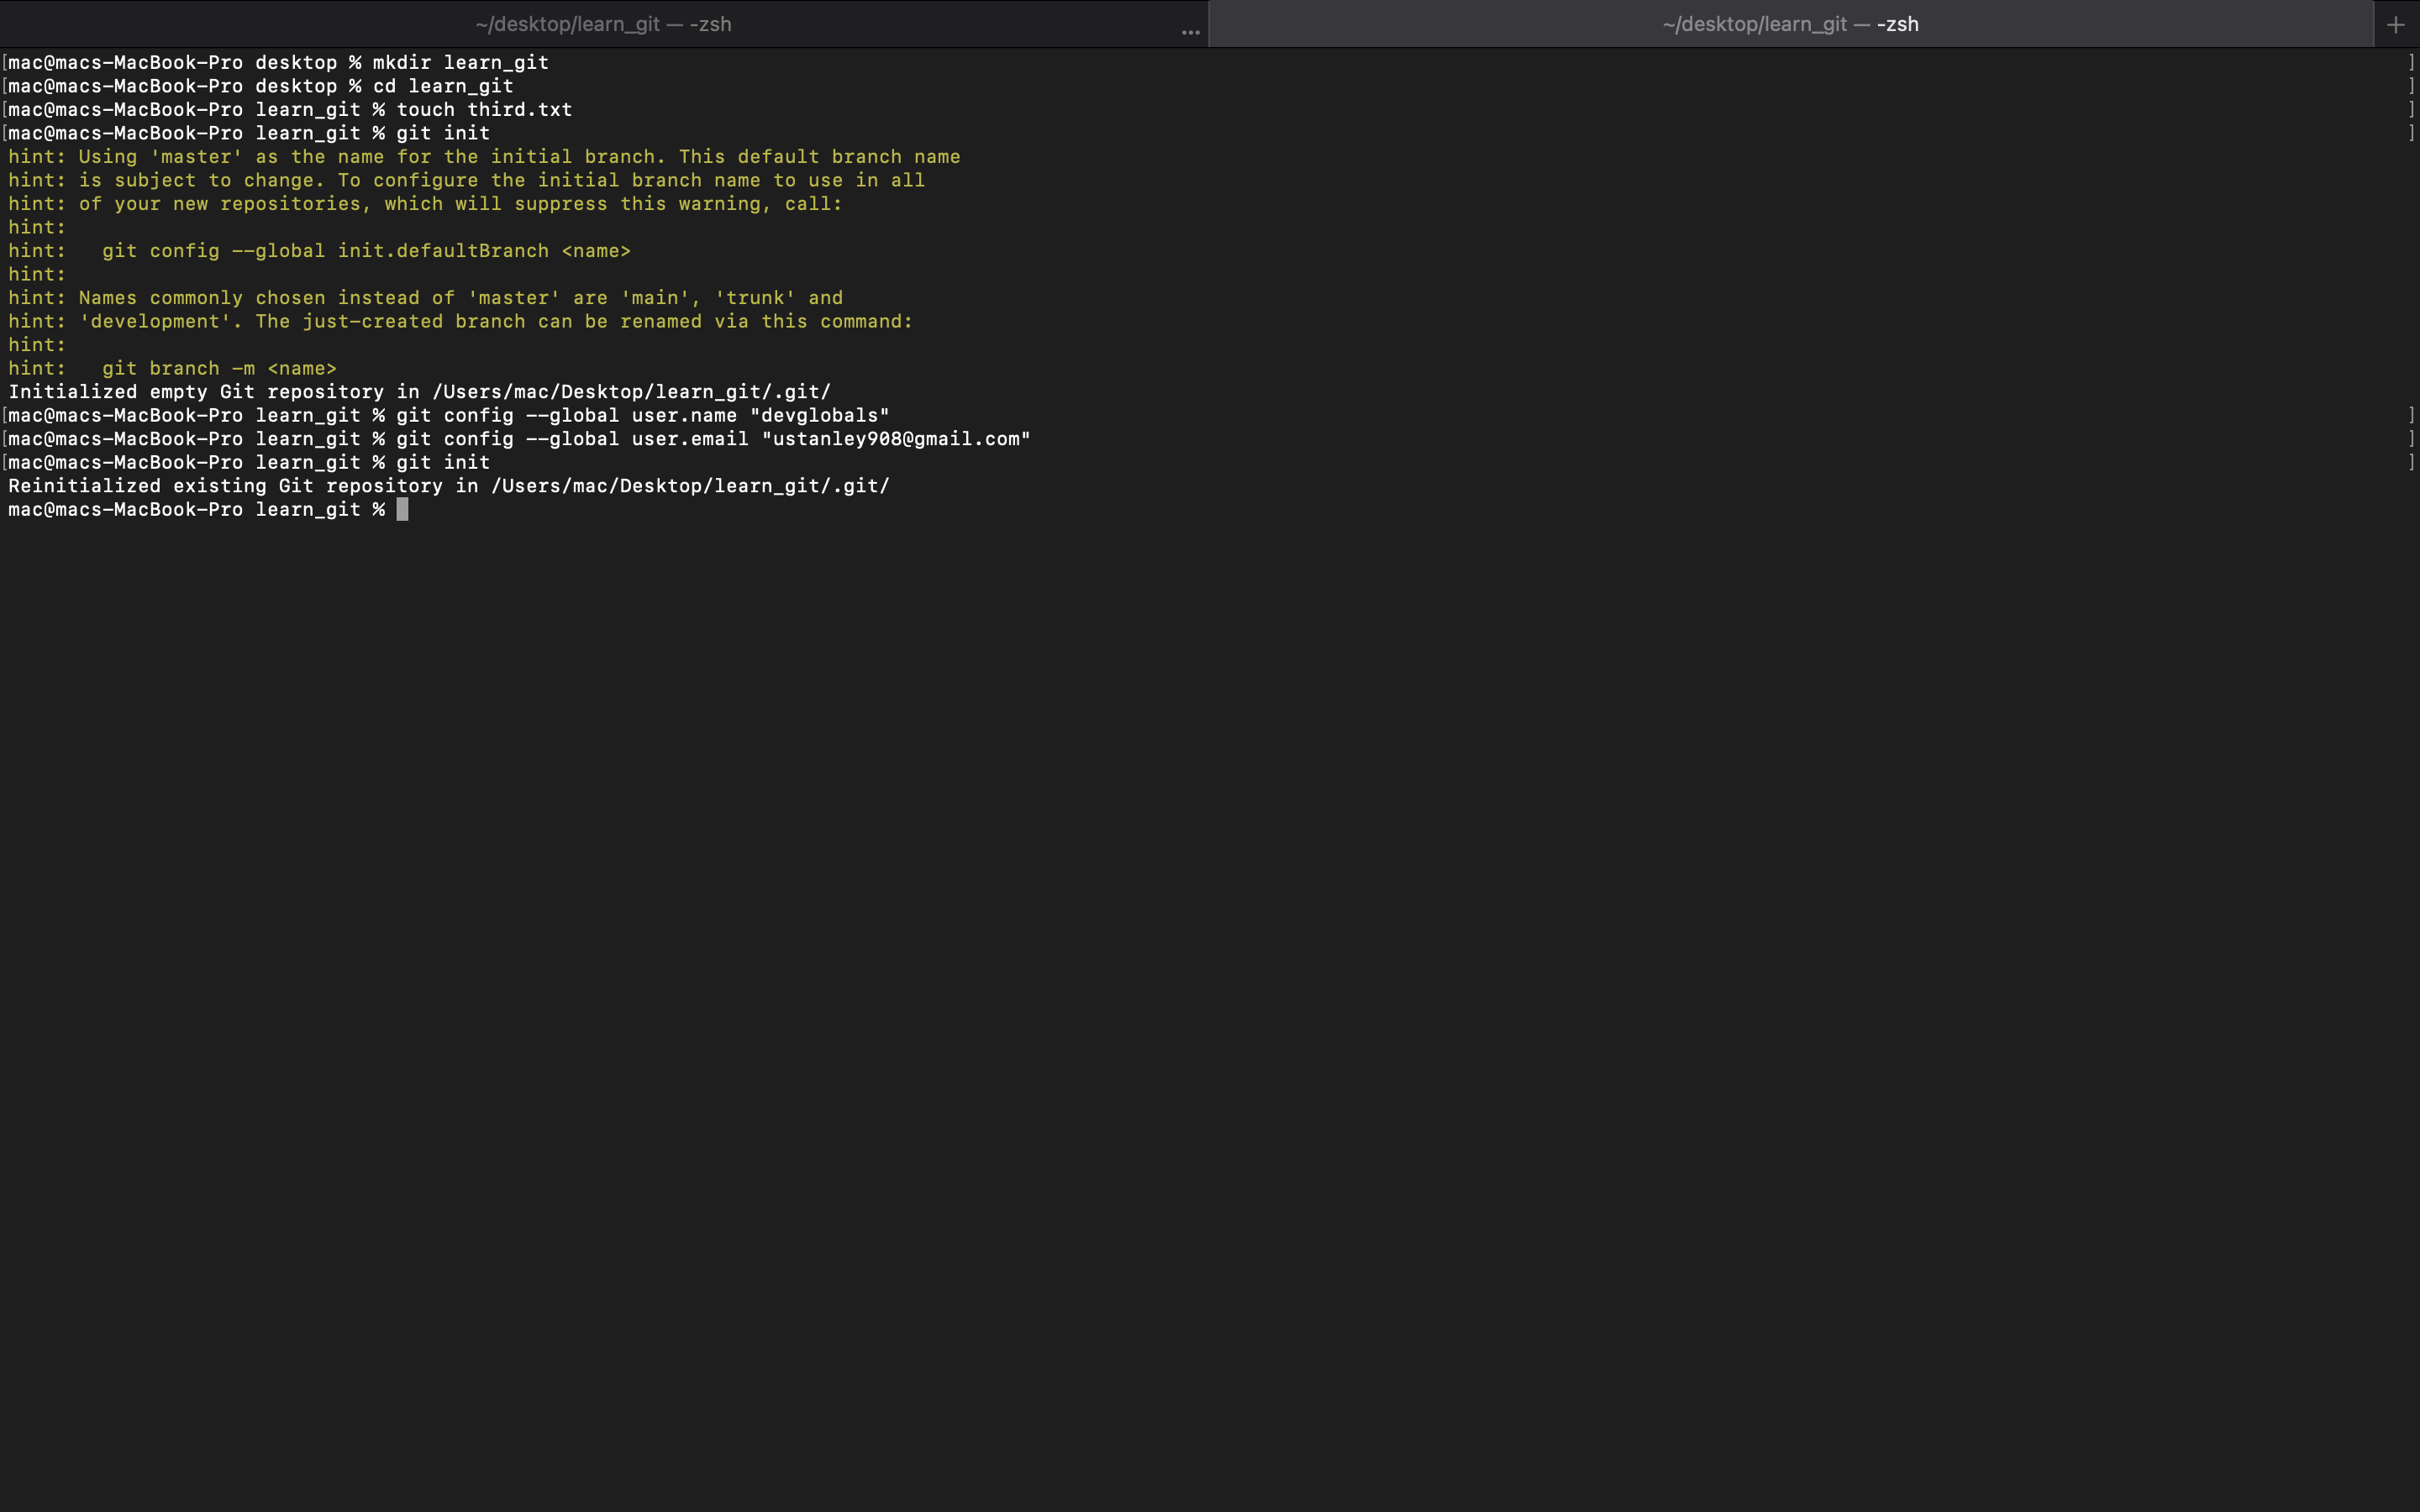 ~/desktop/learn_git — -zsh ... ~/desktop/learn_git — -zsh +
[mac@macs-MacBook-Pro desktop % mkdir learn_git ]
[mac@macs-MacBook-Pro desktop % cd learn_git ]
[mac@macs-MacBook-Pro learn_git % touch third.txt ]
[mac@macs-MacBook-Pro learn_git % git init ]
hint: Using 'master' as the name for the initial branch. This default branch name
hint: is subject to change. To configure the initial branch name to use in all
hint: of your new repositories, which will suppress this warning, call:
hint:
hint:   git config --global init.defaultBranch <name>
hint:
hint: Names commonly chosen instead of 'master' are 'main', 'trunk' and
hint: 'development'. The just-created branch can be renamed via this command:
hint:
hint:   git branch -m <name>
Initialized empty Git repository in /Users/mac/Desktop/learn_git/.git/
[mac@macs-MacBook-Pro learn_git % git config --global user.name "devglobals" ]
[mac@macs-MacBook-Pro learn_git % git config --global user.email "ustanley908@gmail.com" ]
[mac@macs-MacBook-Pro learn_git % git init ]
Reinitialized existing Git repository in /Users/mac/Desktop/learn_git/.git/
mac@macs-MacBook-Pro learn_git %